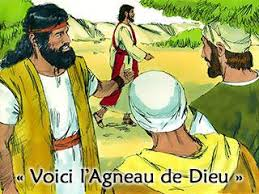 « Voici l'Agneau de Dieu »